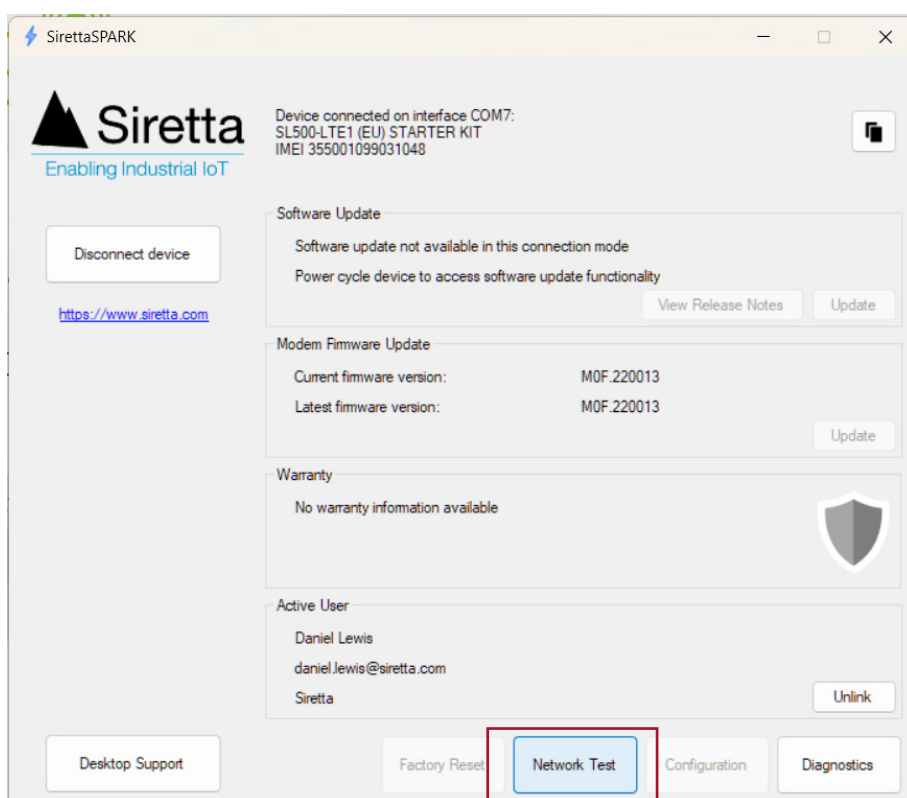 SirettaSPARK
Siretta
Enabling Industrial IoT
Device connected on interface COM7:
SL500-LTE1 (EU) STARTER KIT
IMEI 355001099031048
Disconnect device
https://www.siretta.com
Software Update
Software update not available in this connection mode
Power cycle device to access software update functionality
View Release Notes
Update
Modem Firmware Update
Current firmware version: M0F.220013
Latest firmware version: M0F.220013
Update
Warranty
No warranty information available
Active User
Daniel Lewis
daniel.lewis@siretta.com
Siretta
Unlink
Desktop Support
Factory Reset
Network Test
Configuration
Diagnostics